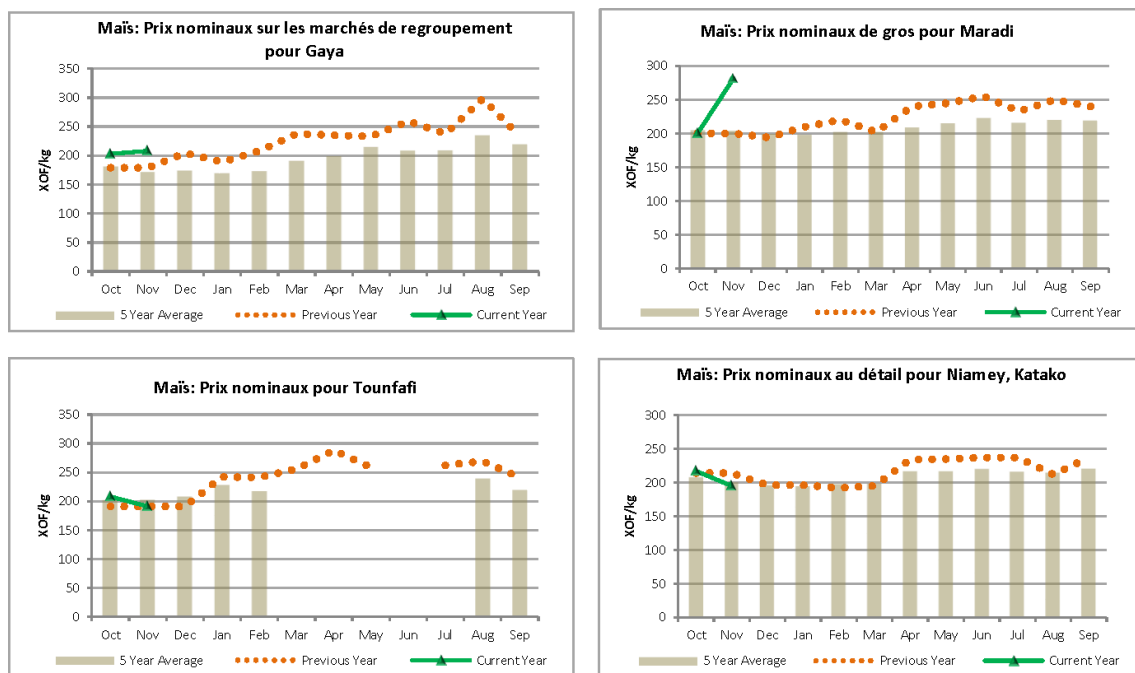 Maïs: Prix nominaux sur les marchés de regroupement
pour Gaya
XOF/kg
350
300
250
200
150
100
50
0
Oct Nov Dec Jan Feb Mar Apr May Jun Jul Aug Sep
5 Year Average Previous Year Current Year
Maïs: Prix nominaux de gros pour Maradi
XOF/kg
300
250
200
150
100
50
0
Oct Nov Dec Jan Feb Mar Apr May Jun Jul Aug Sep
5 Year Average Previous Year Current Year
Maïs: Prix nominaux pour Tounfafi
XOF/kg
350
300
250
200
150
100
50
0
Oct Nov Dec Jan Feb Mar Apr May Jun Jul Aug Sep
5 Year Average Previous Year Current Year
Maïs: Prix nominaux au détail pour Niamey, Katako
XOF/kg
300
250
200
150
100
50
0
Oct Nov Dec Jan Feb Mar Apr May Jun Jul Aug Sep
5 Year Average Previous Year Current Year